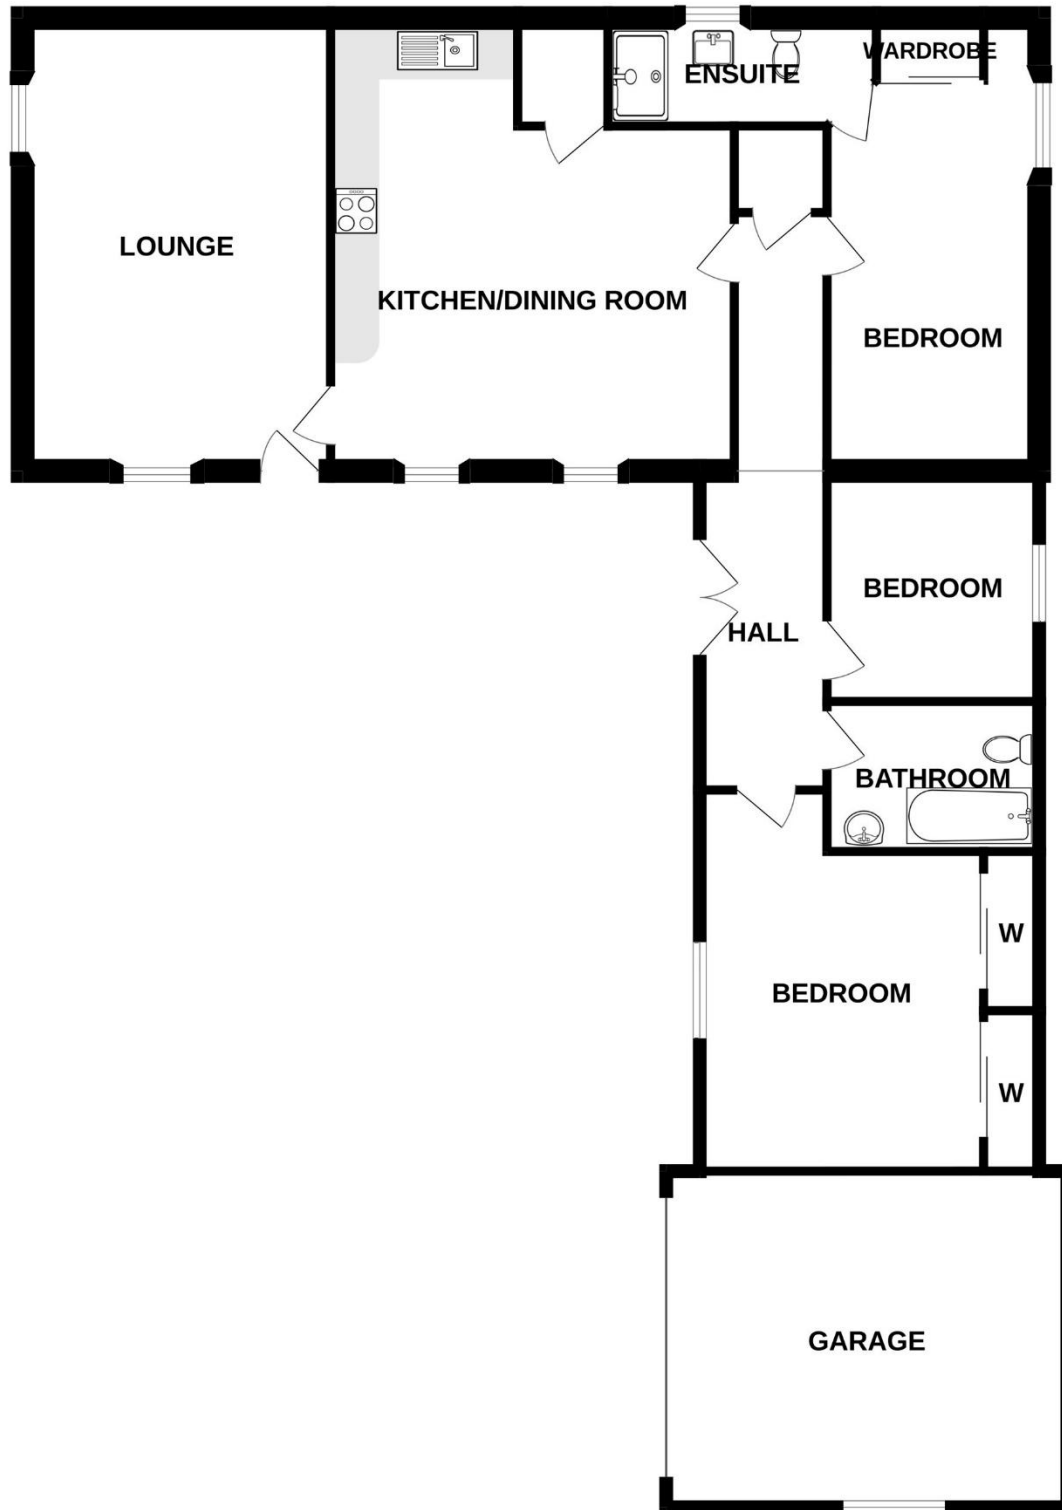 WARDROBE
ENSUITE
LOUNGE
KITCHEN/DINING ROOM
BEDROOM
BEDROOM
HALL
BATHROOM
W
BEDROOM
W
GARAGE